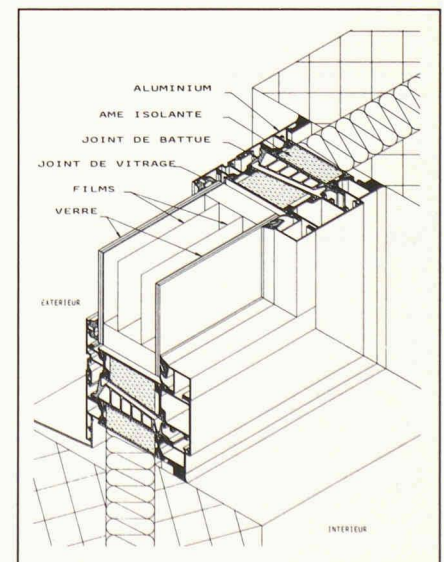 ALUMINIUM
AME ISOLANTE
JOINT DE BATTUE
JOINT DE VITRAGE
FILMS
VERRE
EXTERIEUR
INTERIEUR